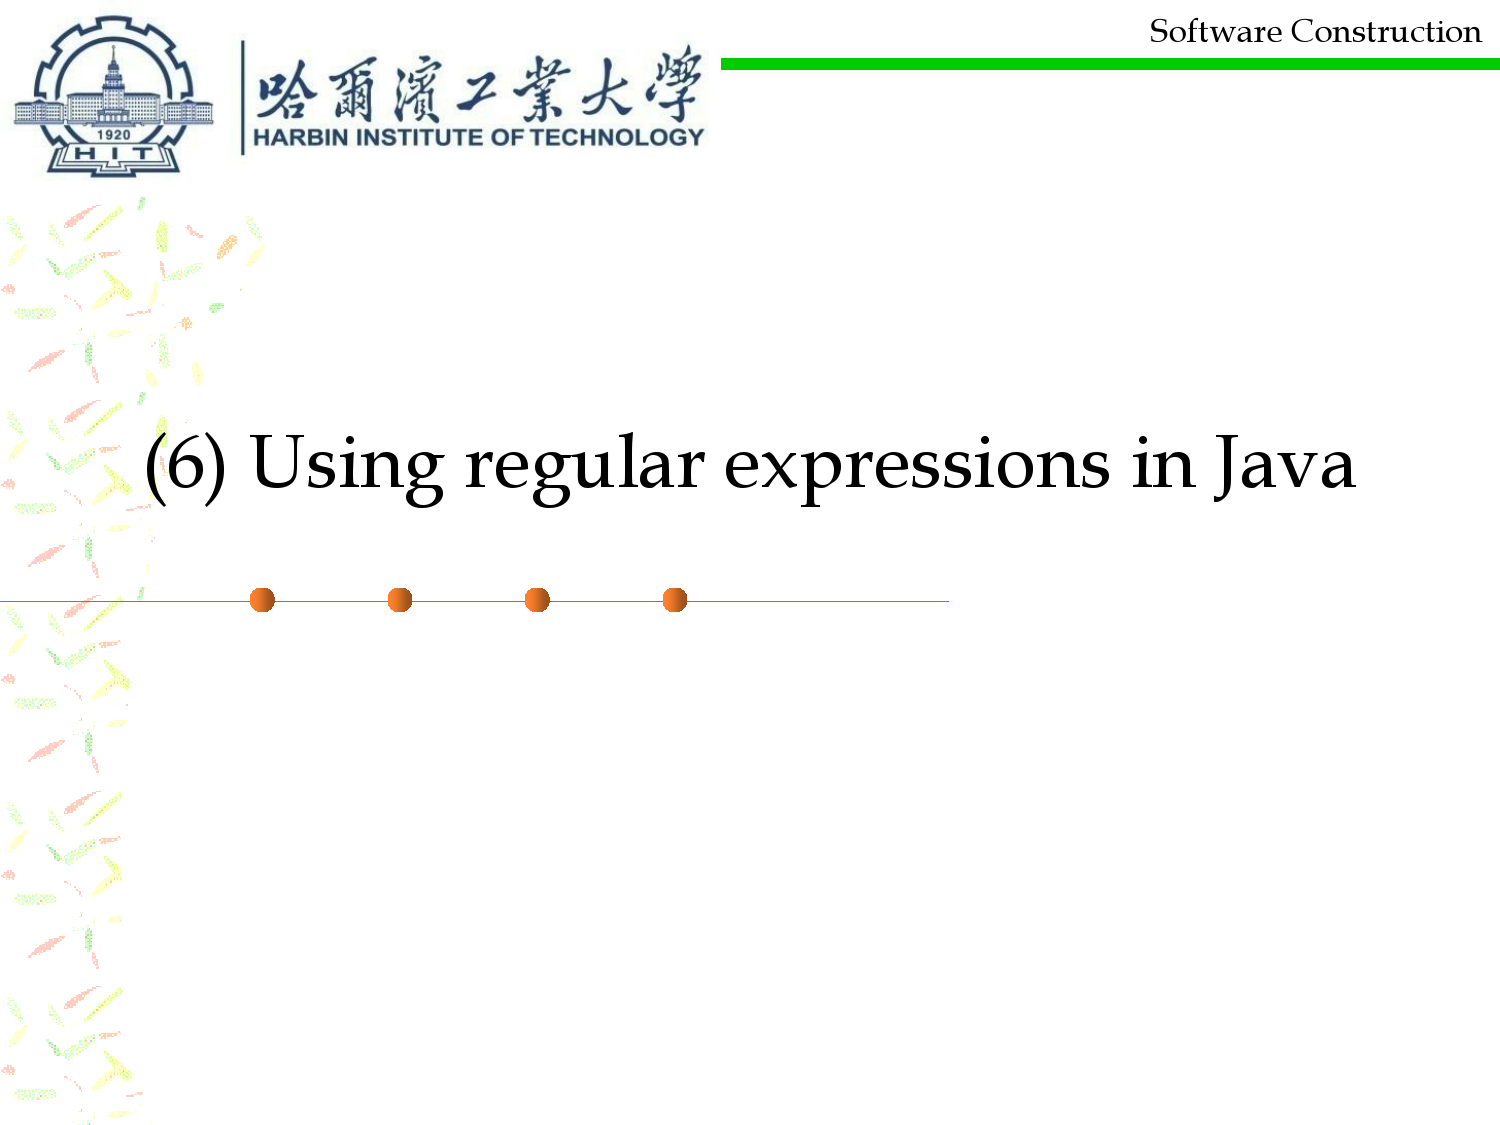 Software Construction
1920
HIT
哈爾濱工業大學
HARBIN INSTITUTE OF TECHNOLOGY
(6) Using regular expressions in Java